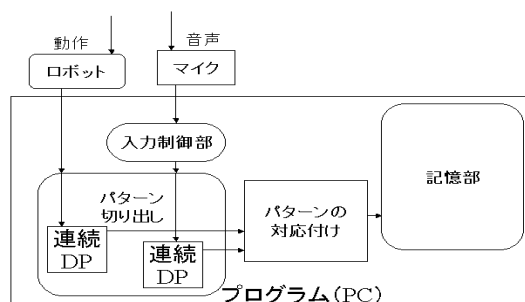 動作
音声
ロボット
マイク
入力制御部
パターン
切り出し
連続
DP
連続
DP
パターンの
対応付け
記憶部
プログラム(PC)